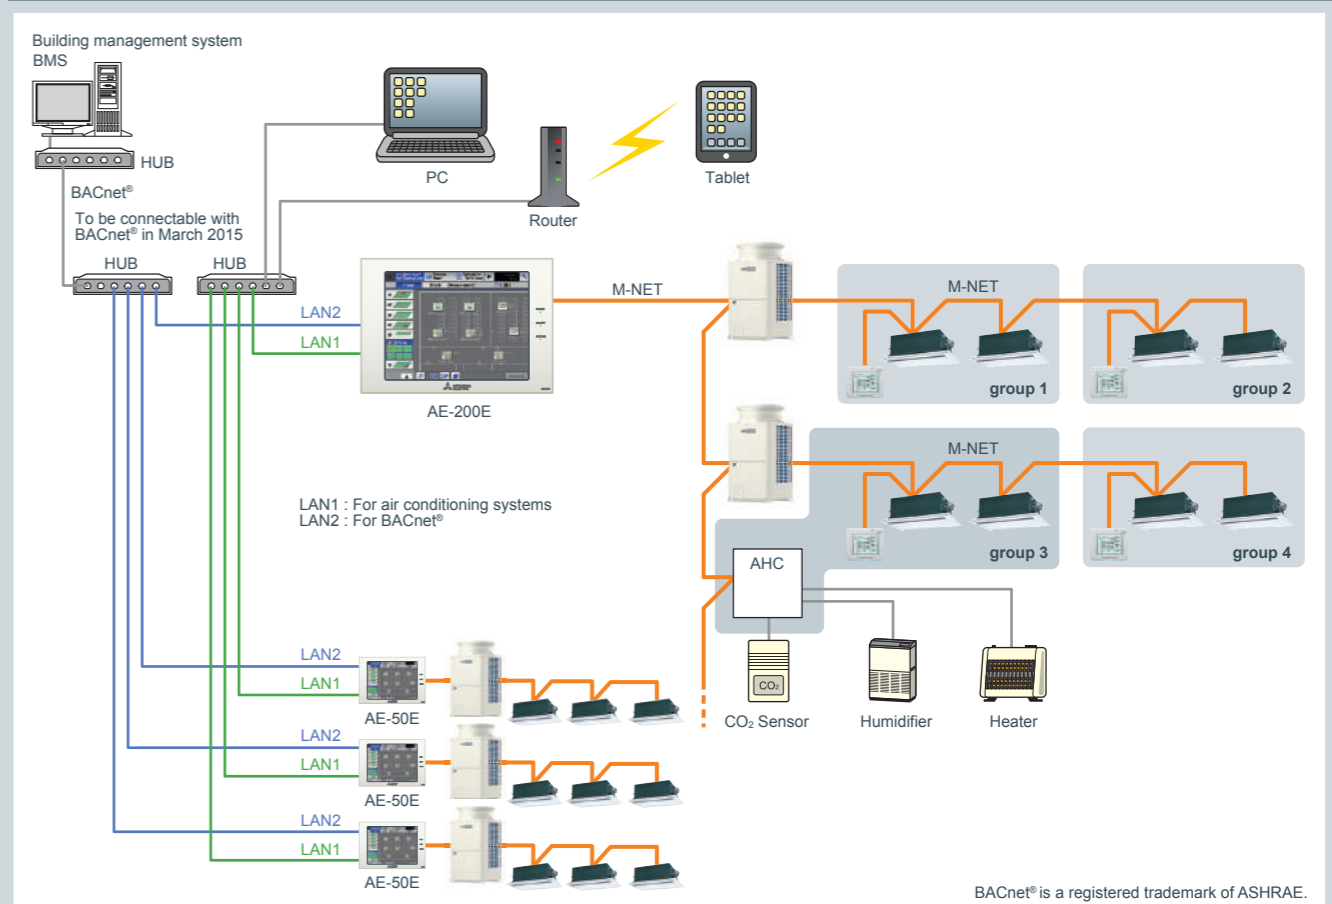 Building management system
BMS
HUB
BACnet®
To be connectable with
BACnet® in March 2015
HUB
HUB
PC
Router
Tablet
LAN2
LAN1
AE-200E
M-NET
M-NET
group 1
group 2
M-NET
group 3
group 4
LAN1 : For air conditioning systems
LAN2 : For BACnet®
AHC
CO₂
CO₂ Sensor
Humidifier
Heater
LAN2
LAN1
AE-50E
LAN2
LAN1
AE-50E
LAN2
LAN1
AE-50E
BACnet® is a registered trademark of ASHRAE.